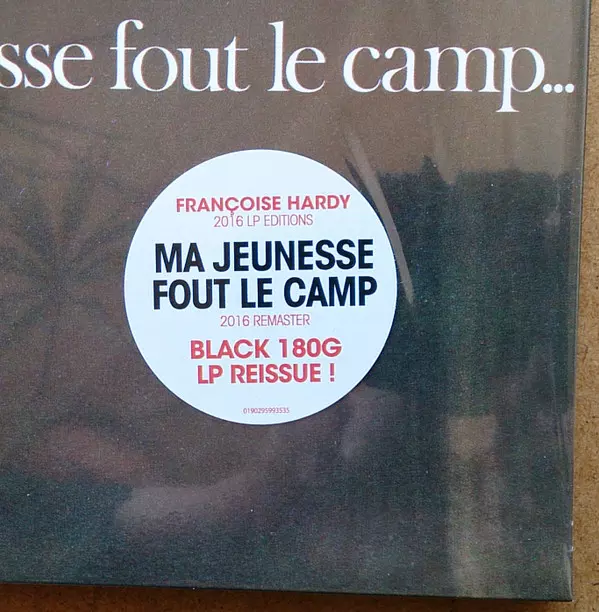 sse fout le camp...
FRANÇOISE HARDY
2016 LP EDITIONS
MA JEUNESSE
FOUT LE CAMP
2016 REMASTER
BLACK 180G
LP REISSUE !
0190295993535